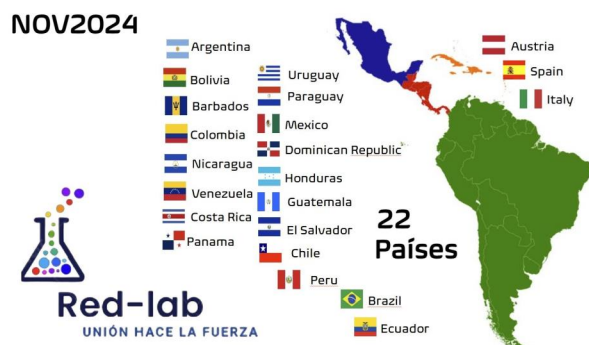 NOV2024
Argentina
Bolivia
Barbados
Colombia
Nicaragua
Venezuela
Costa Rica
Panama
Uruguay
Paraguay
Mexico
Dominican Republic
Honduras
Guatemala
El Salvador
Chile
Peru
Brazil
Ecuador
Austria
Spain
Italy
22
Países
Red-lab
UNIÓN HACE LA FUERZA